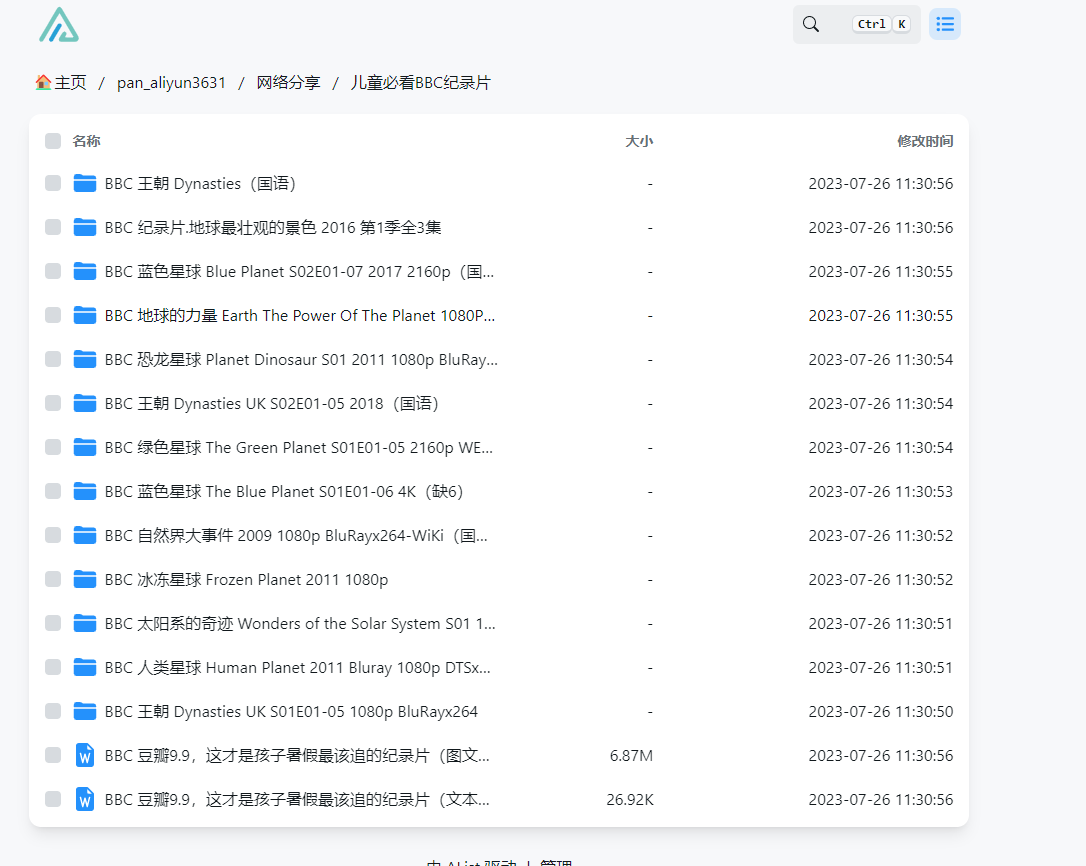 Ctrl K
主页 / pan_aliyun3631 / 网络分享 / 儿童必看BBC纪录片
名称 大小 修改时间
BBC 王朝 Dynasties（国语） - 2023-07-26 11:30:56
BBC 纪录片.地球最壮观的景色 2016 第1季全3集 - 2023-07-26 11:30:56
BBC 蓝色星球 Blue Planet S02E01-07 2017 2160p（国... - 2023-07-26 11:30:55
BBC 地球的力量 Earth The Power Of The Planet 1080P... - 2023-07-26 11:30:55
BBC 恐龙星球 Planet Dinosaur S01 2011 1080p BluRay... - 2023-07-26 11:30:54
BBC 王朝 Dynasties UK S02E01-05 2018（国语） - 2023-07-26 11:30:54
BBC 绿色星球 The Green Planet S01E01-05 2160p WE... - 2023-07-26 11:30:54
BBC 蓝色星球 The Blue Planet S01E01-06 4K（缺6） - 2023-07-26 11:30:53
BBC 自然界大事件 2009 1080p BluRayx264-WiKi（国... - 2023-07-26 11:30:52
BBC 冰冻星球 Frozen Planet 2011 1080p - 2023-07-26 11:30:52
BBC 太阳系的奇迹 Wonders of the Solar System S01 1... - 2023-07-26 11:30:51
BBC 人类星球 Human Planet 2011 Bluray 1080p DTSx... - 2023-07-26 11:30:51
BBC 王朝 Dynasties UK S01E01-05 1080p BluRayx264 - 2023-07-26 11:30:50
BBC 豆瓣9.9，这才是孩子暑假最该追的纪录片（图文... 6.87M 2023-07-26 11:30:56
BBC 豆瓣9.9，这才是孩子暑假最该追的纪录片（文本... 26.92K 2023-07-26 11:30:56
由 AList 驱动 | 管理